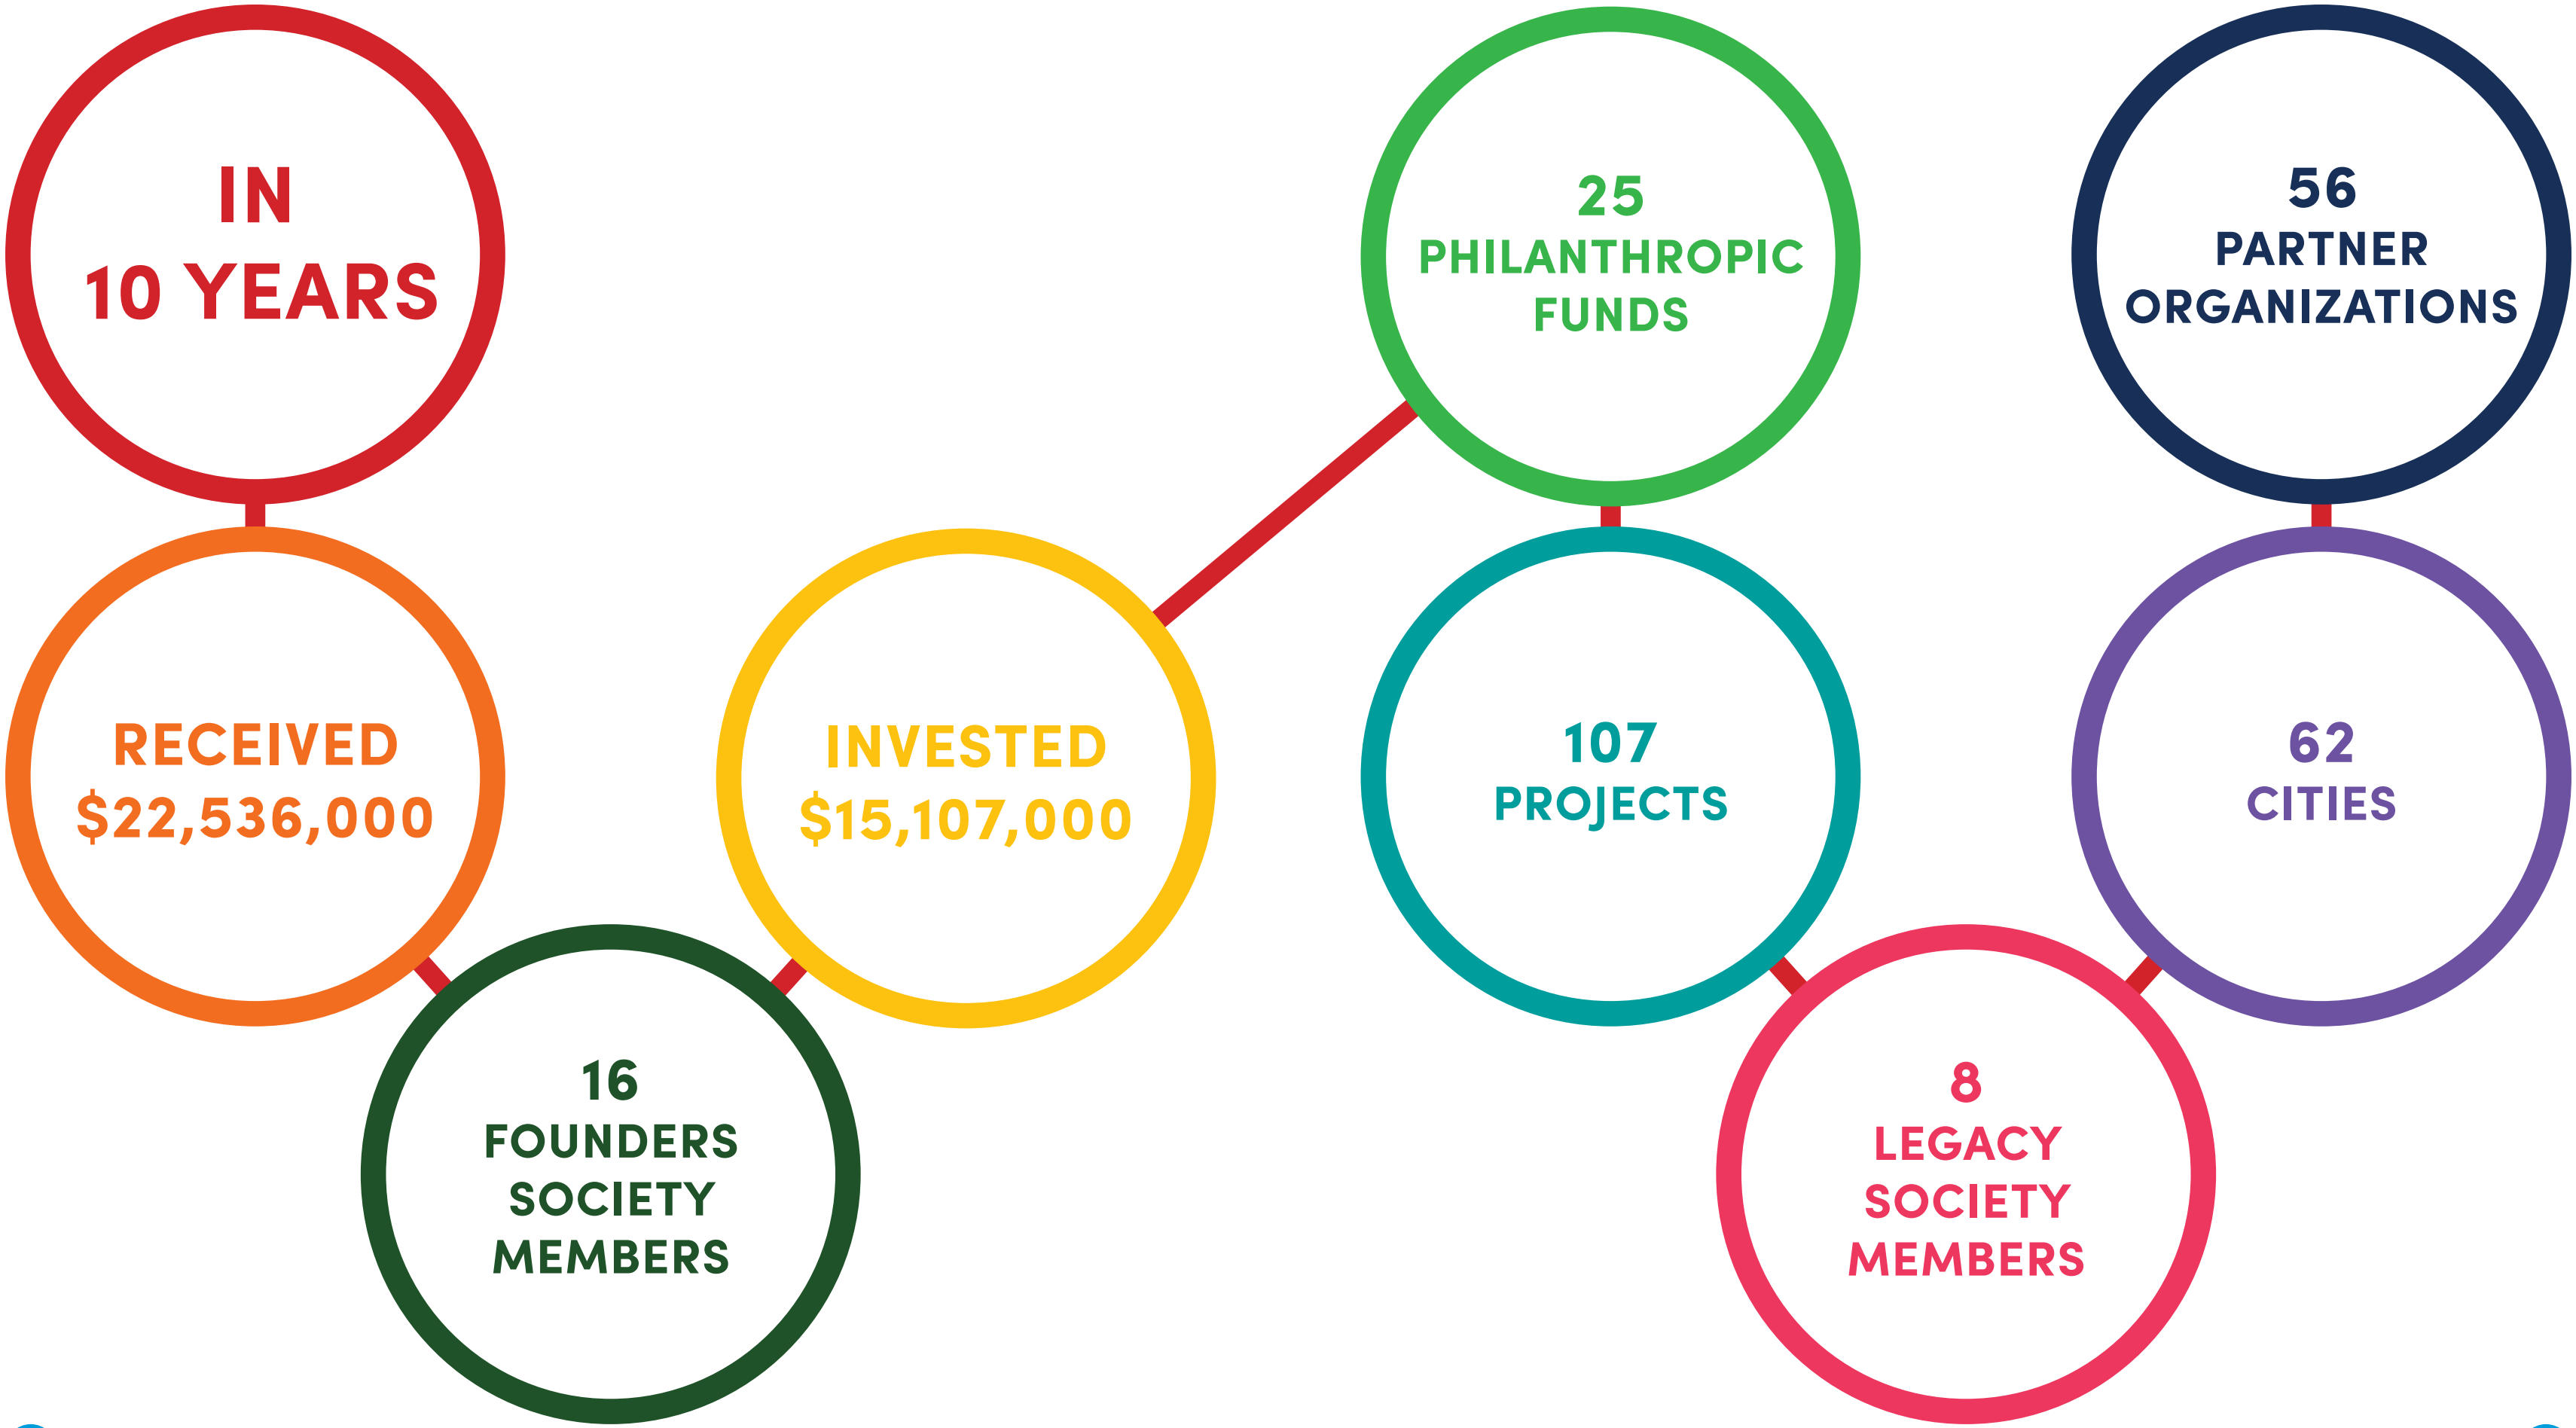 IN
10 YEARS
RECEIVED
$22,536,000
16
FOUNDERS
SOCIETY
MEMBERS
INVESTED
$15,107,000
25
PHILANTHROPIC
FUNDS
107
PROJECTS
8
LEGACY
SOCIETY
MEMBERS
62
CITIES
56
PARTNER
ORGANIZATIONS